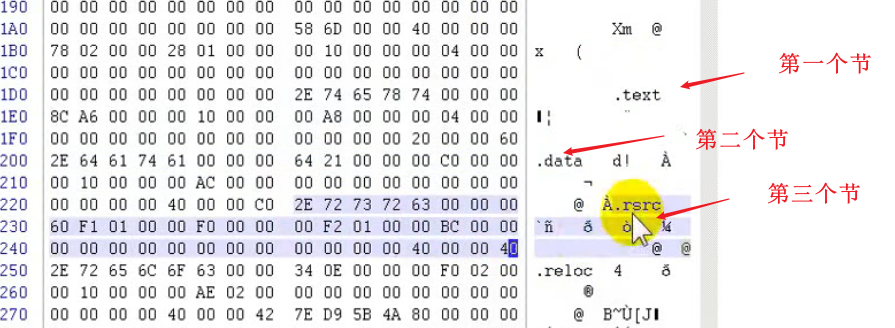 190 00 00 00 00 00 00 00 00 00 00 00 00 00 00 00 00
1A0 00 00 00 00 00 00 00 00 58 6D 00 00 40 00 00 00 Xm @
1B0 78 02 00 00 28 01 00 00 00 10 00 00 00 04 00 00 x (
1C0 00 00 00 00 00 00 00 00 00 00 00 00 00 00 00 00
第一个节
1D0 00 00 00 00 00 00 00 00 2E 74 65 78 74 00 00 00 .text
1E0 8C A6 00 00 00 10 00 00 00 A8 00 00 00 04 00 00 ¦ ¨
1F0 00 00 00 00 00 00 00 00 00 00 00 00 20 00 00 60 `
第二个节
200 2E 64 61 74 61 00 00 00 64 21 00 00 00 C0 00 00 .data d! À
210 00 10 00 00 00 AC 00 00 00 00 00 00 00 00 00 00 ¬
第三个节
220 00 00 00 00 40 00 00 C0 2E 72 73 72 63 00 00 00 @ À.rsrc
230 60 F1 01 00 00 F0 00 00 00 F2 01 00 00 BC 00 00 `ñ ð ò ¼
240 00 00 00 00 00 00 00 00 00 00 00 00 40 00 00 40 @ @
250 2E 72 65 6C 6F 63 00 00 34 0E 00 00 00 F0 02 00 .reloc 4 ð
260 00 10 00 00 00 AE 02 00 00 00 00 00 00 00 00 00 ®
270 00 00 00 00 40 00 00 42 7E D9 5B 4A 80 00 00 00 @ B~Ù[J